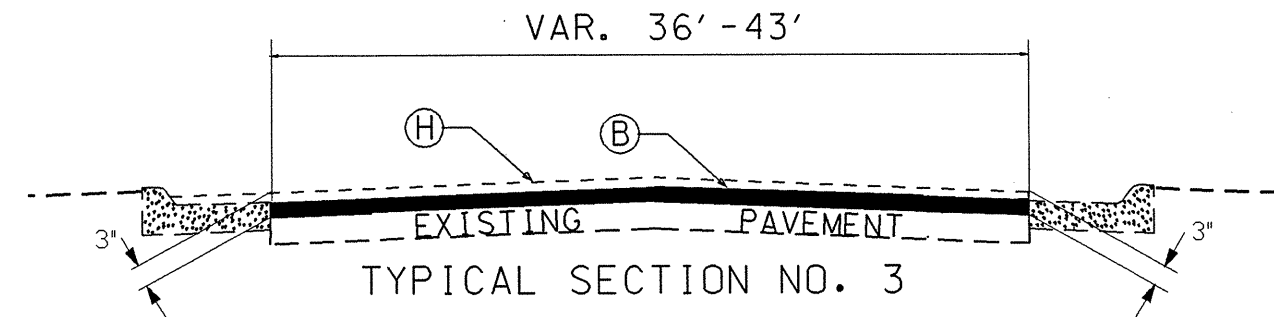 VAR. 36'-43'
H
B
3"
EXISTING PAVEMENT
3"
TYPICAL SECTION NO. 3